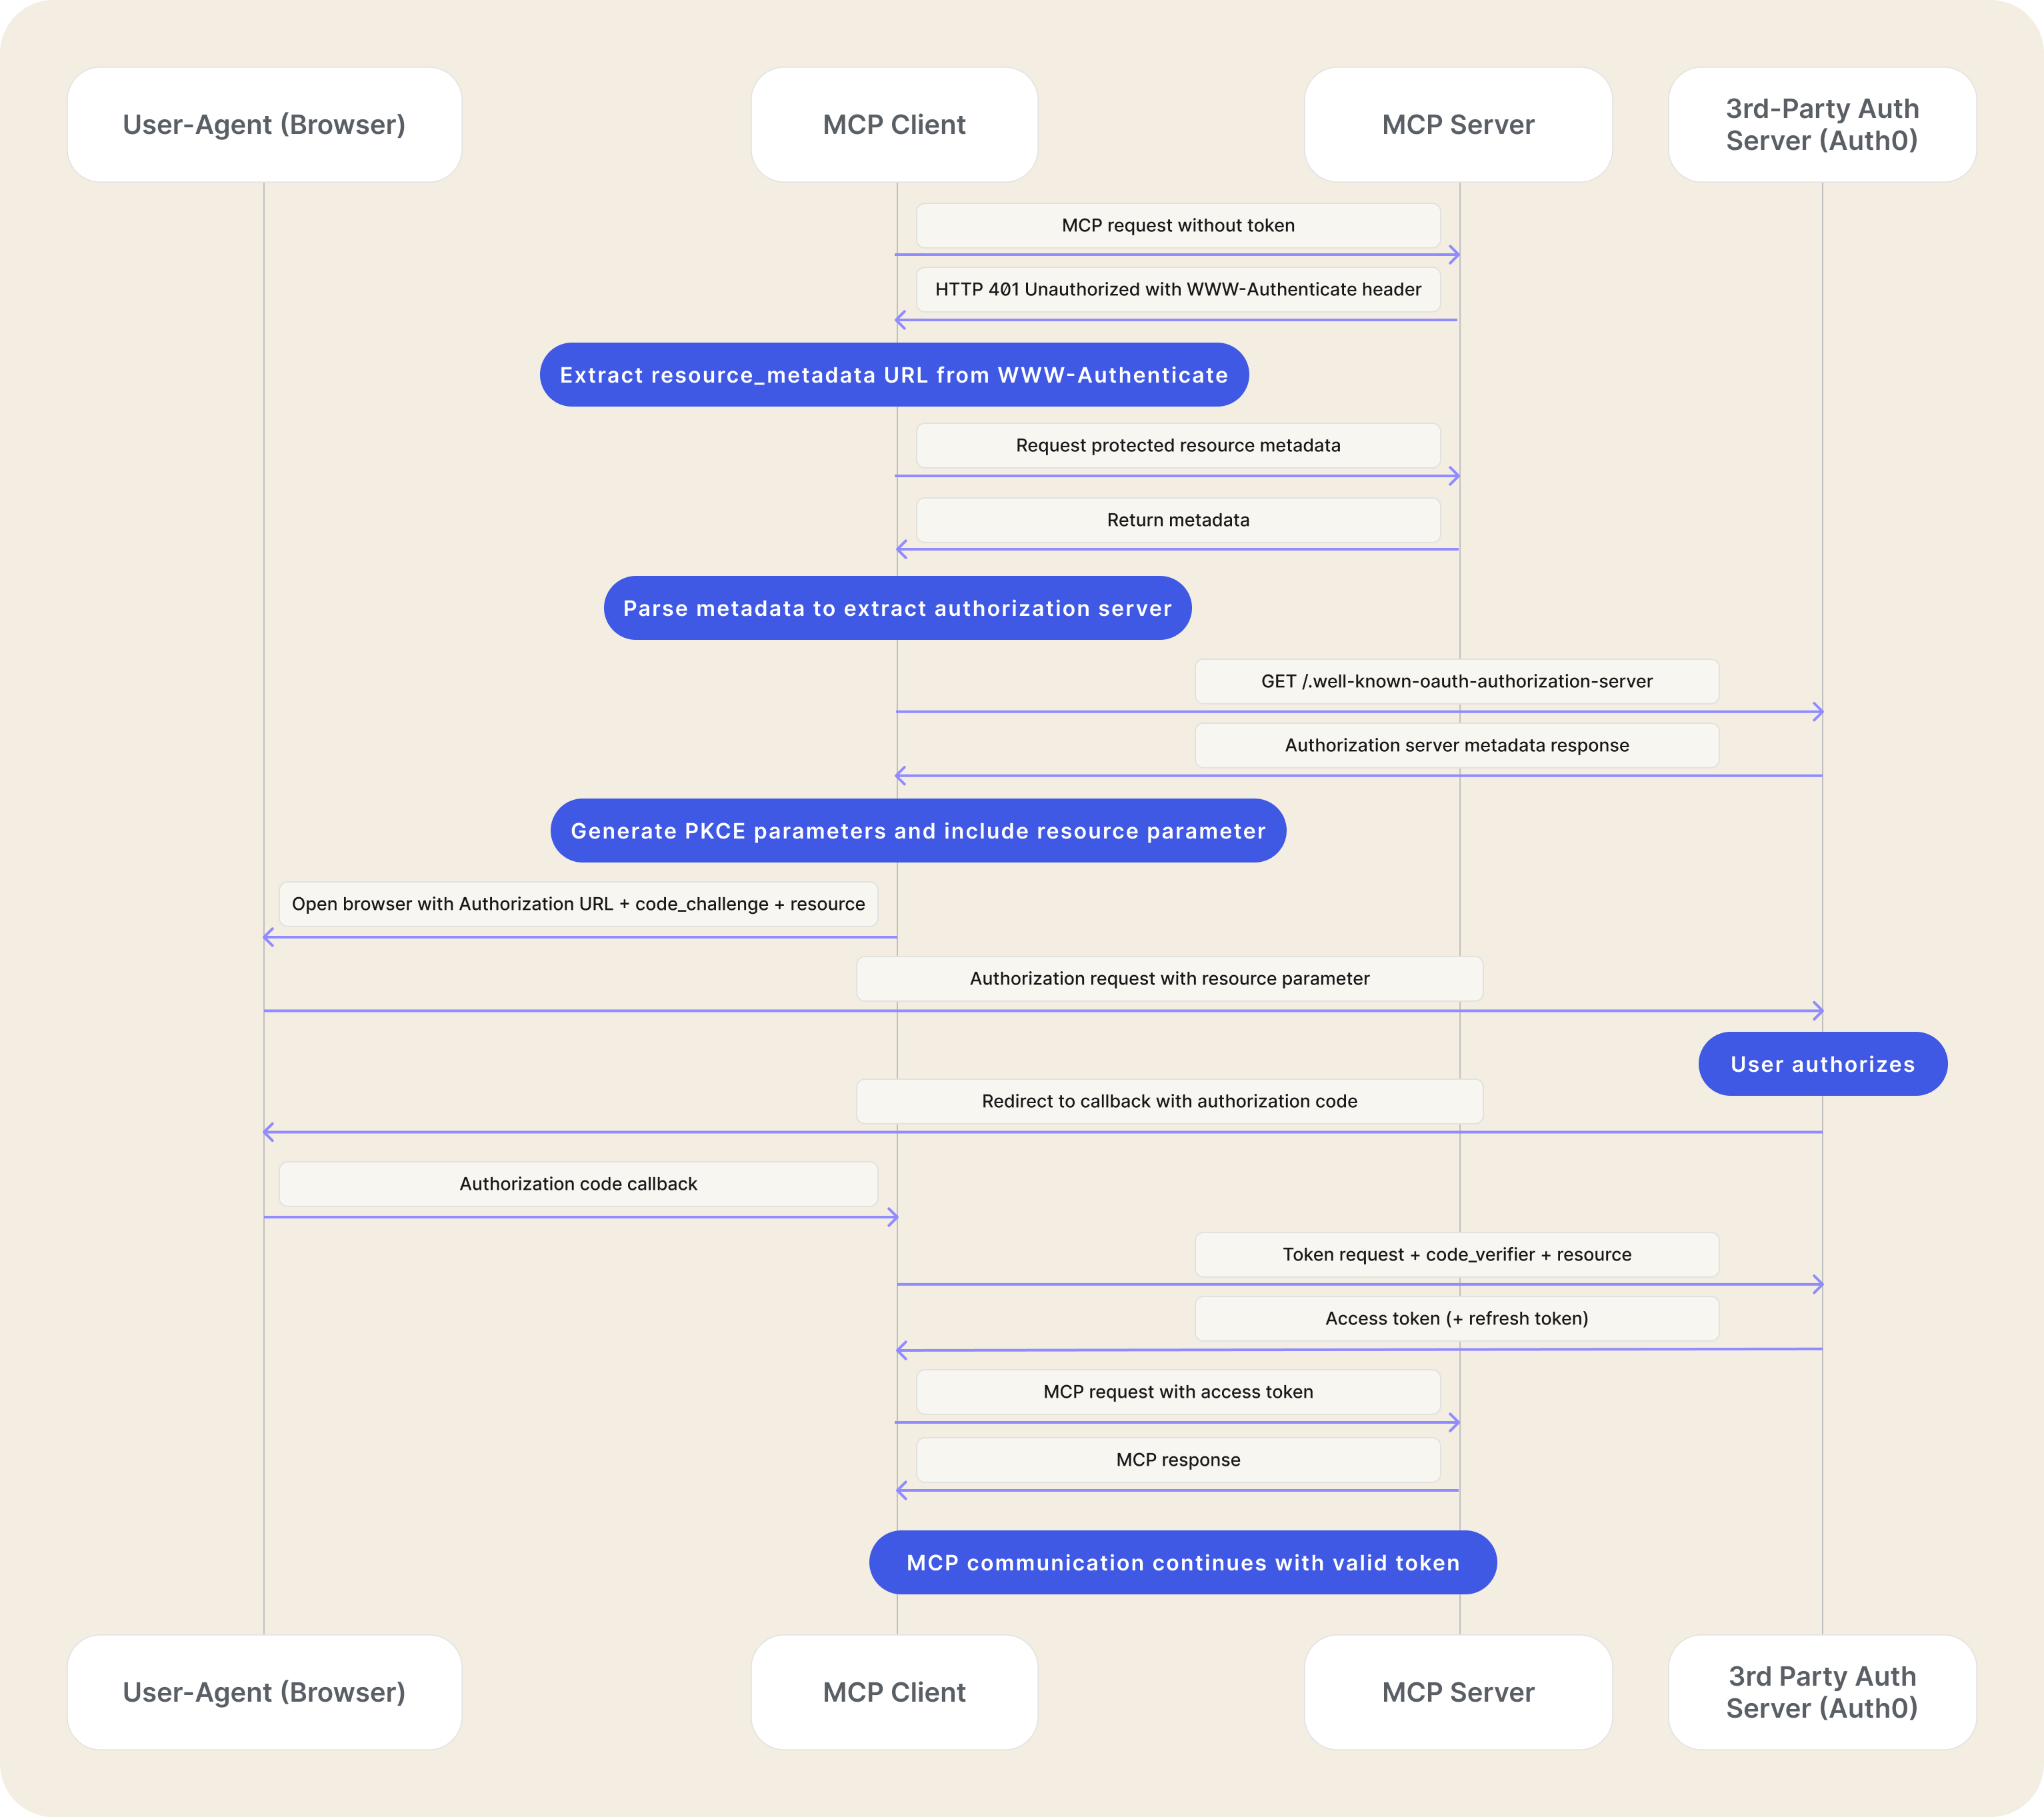 User-Agent (Browser)
MCP Client
MCP Server
3rd-Party Auth
Server (Auth0)
MCP request without token
HTTP 401 Unauthorized with WWW-Authenticate header
Extract resource_metadata URL from WWW-Authenticate
Request protected resource metadata
Return metadata
Parse metadata to extract authorization server
GET /.well-known-oauth-authorization-server
Authorization server metadata response
Generate PKCE parameters and include resource parameter
Open browser with Authorization URL + code_challenge + resource
Authorization request with resource parameter
User authorizes
Redirect to callback with authorization code
Authorization code callback
Token request + code_verifier + resource
Access token (+ refresh token)
MCP request with access token
MCP response
MCP communication continues with valid token
User-Agent (Browser)
MCP Client
MCP Server
3rd Party Auth
Server (Auth0)